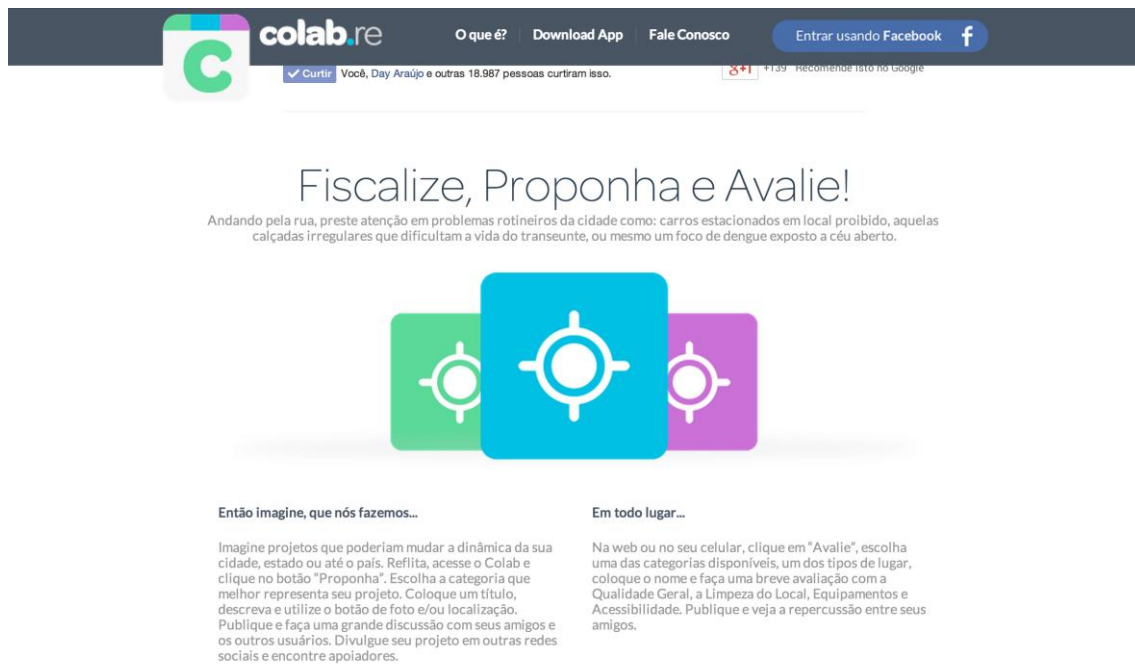 C colab.re O que é? Download App Fale Conosco Entrar usando Facebook f
Curtir Você, Day Araújo e outras 18.987 pessoas curtiram isso. g+1 +139 Recomende isto no Google
Fiscalize, Proponha e Avalie!
Andando pela rua, preste atenção em problemas rotineiros da cidade como: carros estacionados em local proibido, aquelas
calçadas irregulares que dificultam a vida do transeunte, ou mesmo um foco de dengue exposto a céu aberto.
Então imagine, que nós fazemos...
Imagine projetos que poderiam mudar a dinâmica da sua
cidade, estado ou até o país. Reflita, acesse o Colab e
clique no botão "Proponha". Escolha a categoria que
melhor representa seu projeto. Coloque um título,
descreva e utilize o botão de foto e/ou localização.
Publique e faça uma grande discussão com seus amigos e
os outros usuários. Divulgue seu projeto em outras redes
sociais e encontre apoiadores.
Em todo lugar...
Na web ou no seu celular, clique em "Avalie", escolha
uma das categorias disponíveis, um dos tipos de lugar,
coloque o nome e faça uma breve avaliação com a
Qualidade Geral, a Limpeza do Local, Equipamentos e
Acessibilidade. Publique e veja a repercussão entre seus
amigos.